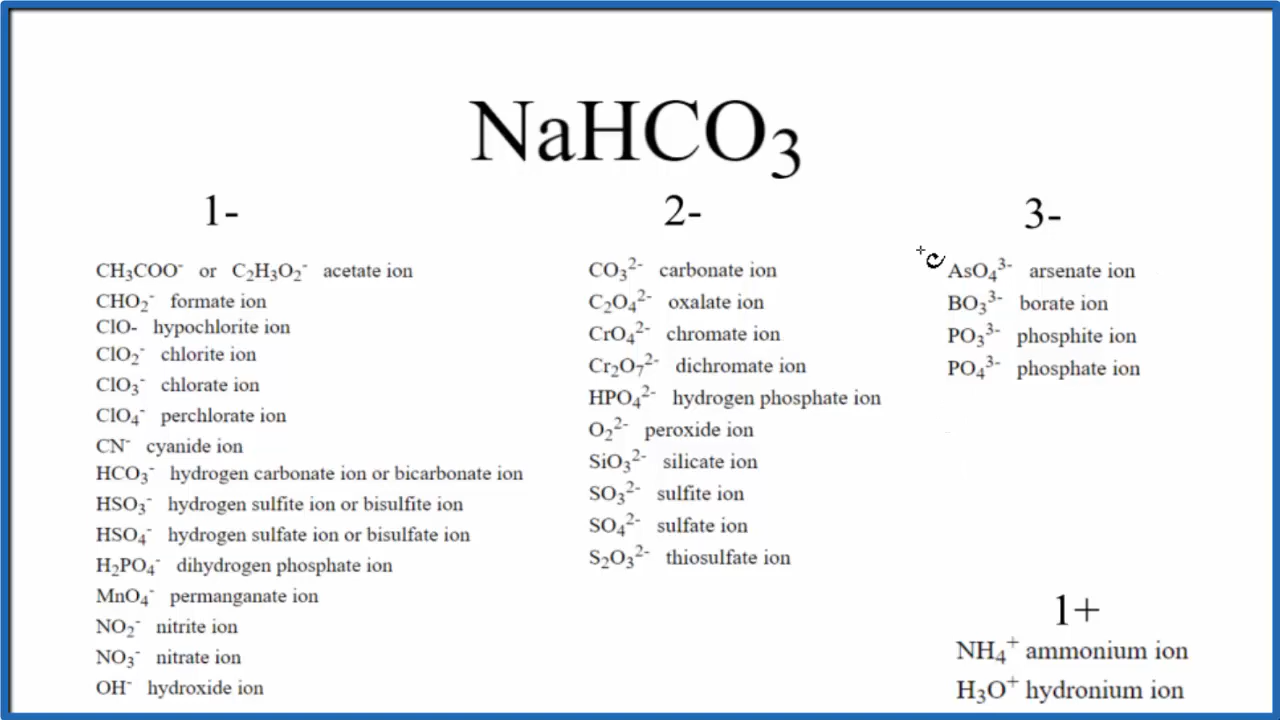 NaHCO₃
1-
CH₃COO⁻ or C₂H₃O₂⁻ acetate ion
CHO₂⁻ formate ion
ClO- hypochlorite ion
ClO₂⁻ chlorite ion
ClO₃⁻ chlorate ion
ClO₄⁻ perchlorate ion
CN⁻ cyanide ion
HCO₃⁻ hydrogen carbonate ion or bicarbonate ion
HSO₃⁻ hydrogen sulfite ion or bisulfite ion
HSO₄⁻ hydrogen sulfate ion or bisulfate ion
H₂PO₄⁻ dihydrogen phosphate ion
MnO₄⁻ permanganate ion
NO₂⁻ nitrite ion
NO₃⁻ nitrate ion
OH⁻ hydroxide ion
2-
CO₃²⁻ carbonate ion
C₂O₄²⁻ oxalate ion
CrO₄²⁻ chromate ion
Cr₂O₇²⁻ dichromate ion
HPO₄²⁻ hydrogen phosphate ion
O₂²⁻ peroxide ion
SiO₃²⁻ silicate ion
SO₃²⁻ sulfite ion
SO₄²⁻ sulfate ion
S₂O₃²⁻ thiosulfate ion
3-
AsO₄³⁻ arsenate ion
BO₃³⁻ borate ion
PO₃³⁻ phosphite ion
PO₄³⁻ phosphate ion
1+
NH₄⁺ ammonium ion
H₃O⁺ hydronium ion